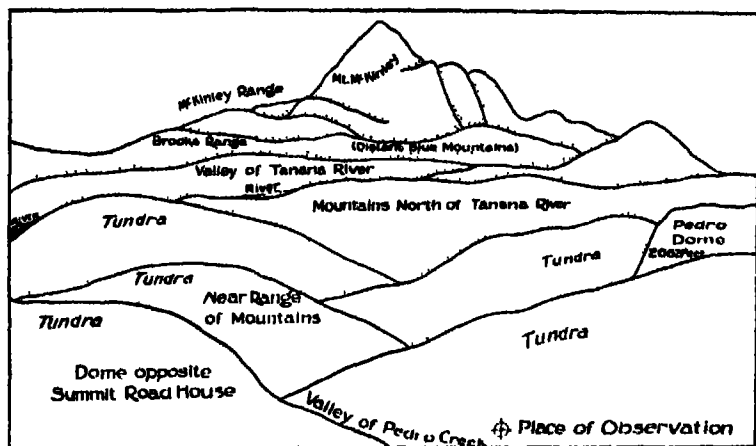 Mt. McKinley
McKinley Range
Brooks Range
(Distant Blue Mountains)
Valley of Tanana River
River
Mountains North of Tanana River
River
Tundra
Pedro
Dome
Tundra
Tundra
Near Range
of Mountains
Tundra
Tundra
Dome opposite
Summit Road House
Valley of Pedro Creek
Place of Observation